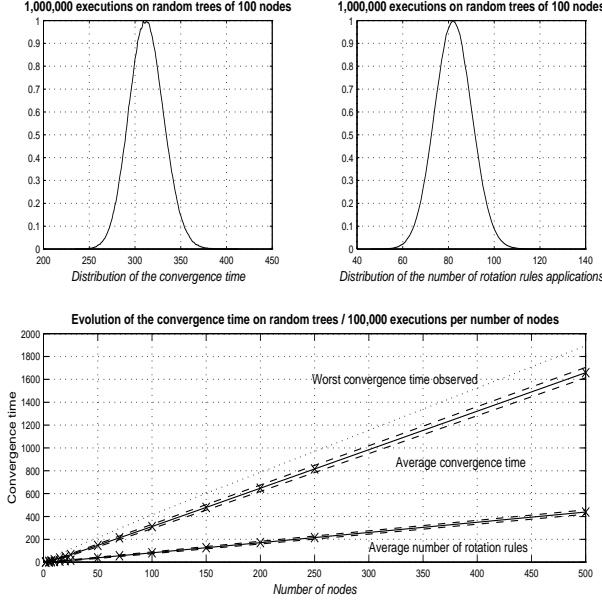 1,000,000 executions on random trees of 100 nodes
1
0.9
0.8
0.7
0.6
0.5
0.4
0.3
0.2
0.1
0
200 250 300 350 400 450
Distribution of the convergence time
1,000,000 executions on random trees of 100 nodes
1
0.9
0.8
0.7
0.6
0.5
0.4
0.3
0.2
0.1
0
40 60 80 100 120 140
Distribution of the number of rotation rules applications
Evolution of the convergence time on random trees / 100,000 executions per number of nodes
Convergence time
2000
1800
1600
1400
1200
1000
800
600
400
200
0
Worst convergence time observed
Average convergence time
Average number of rotation rules
0 50 100 150 200 250 300 350 400 450 500
Number of nodes